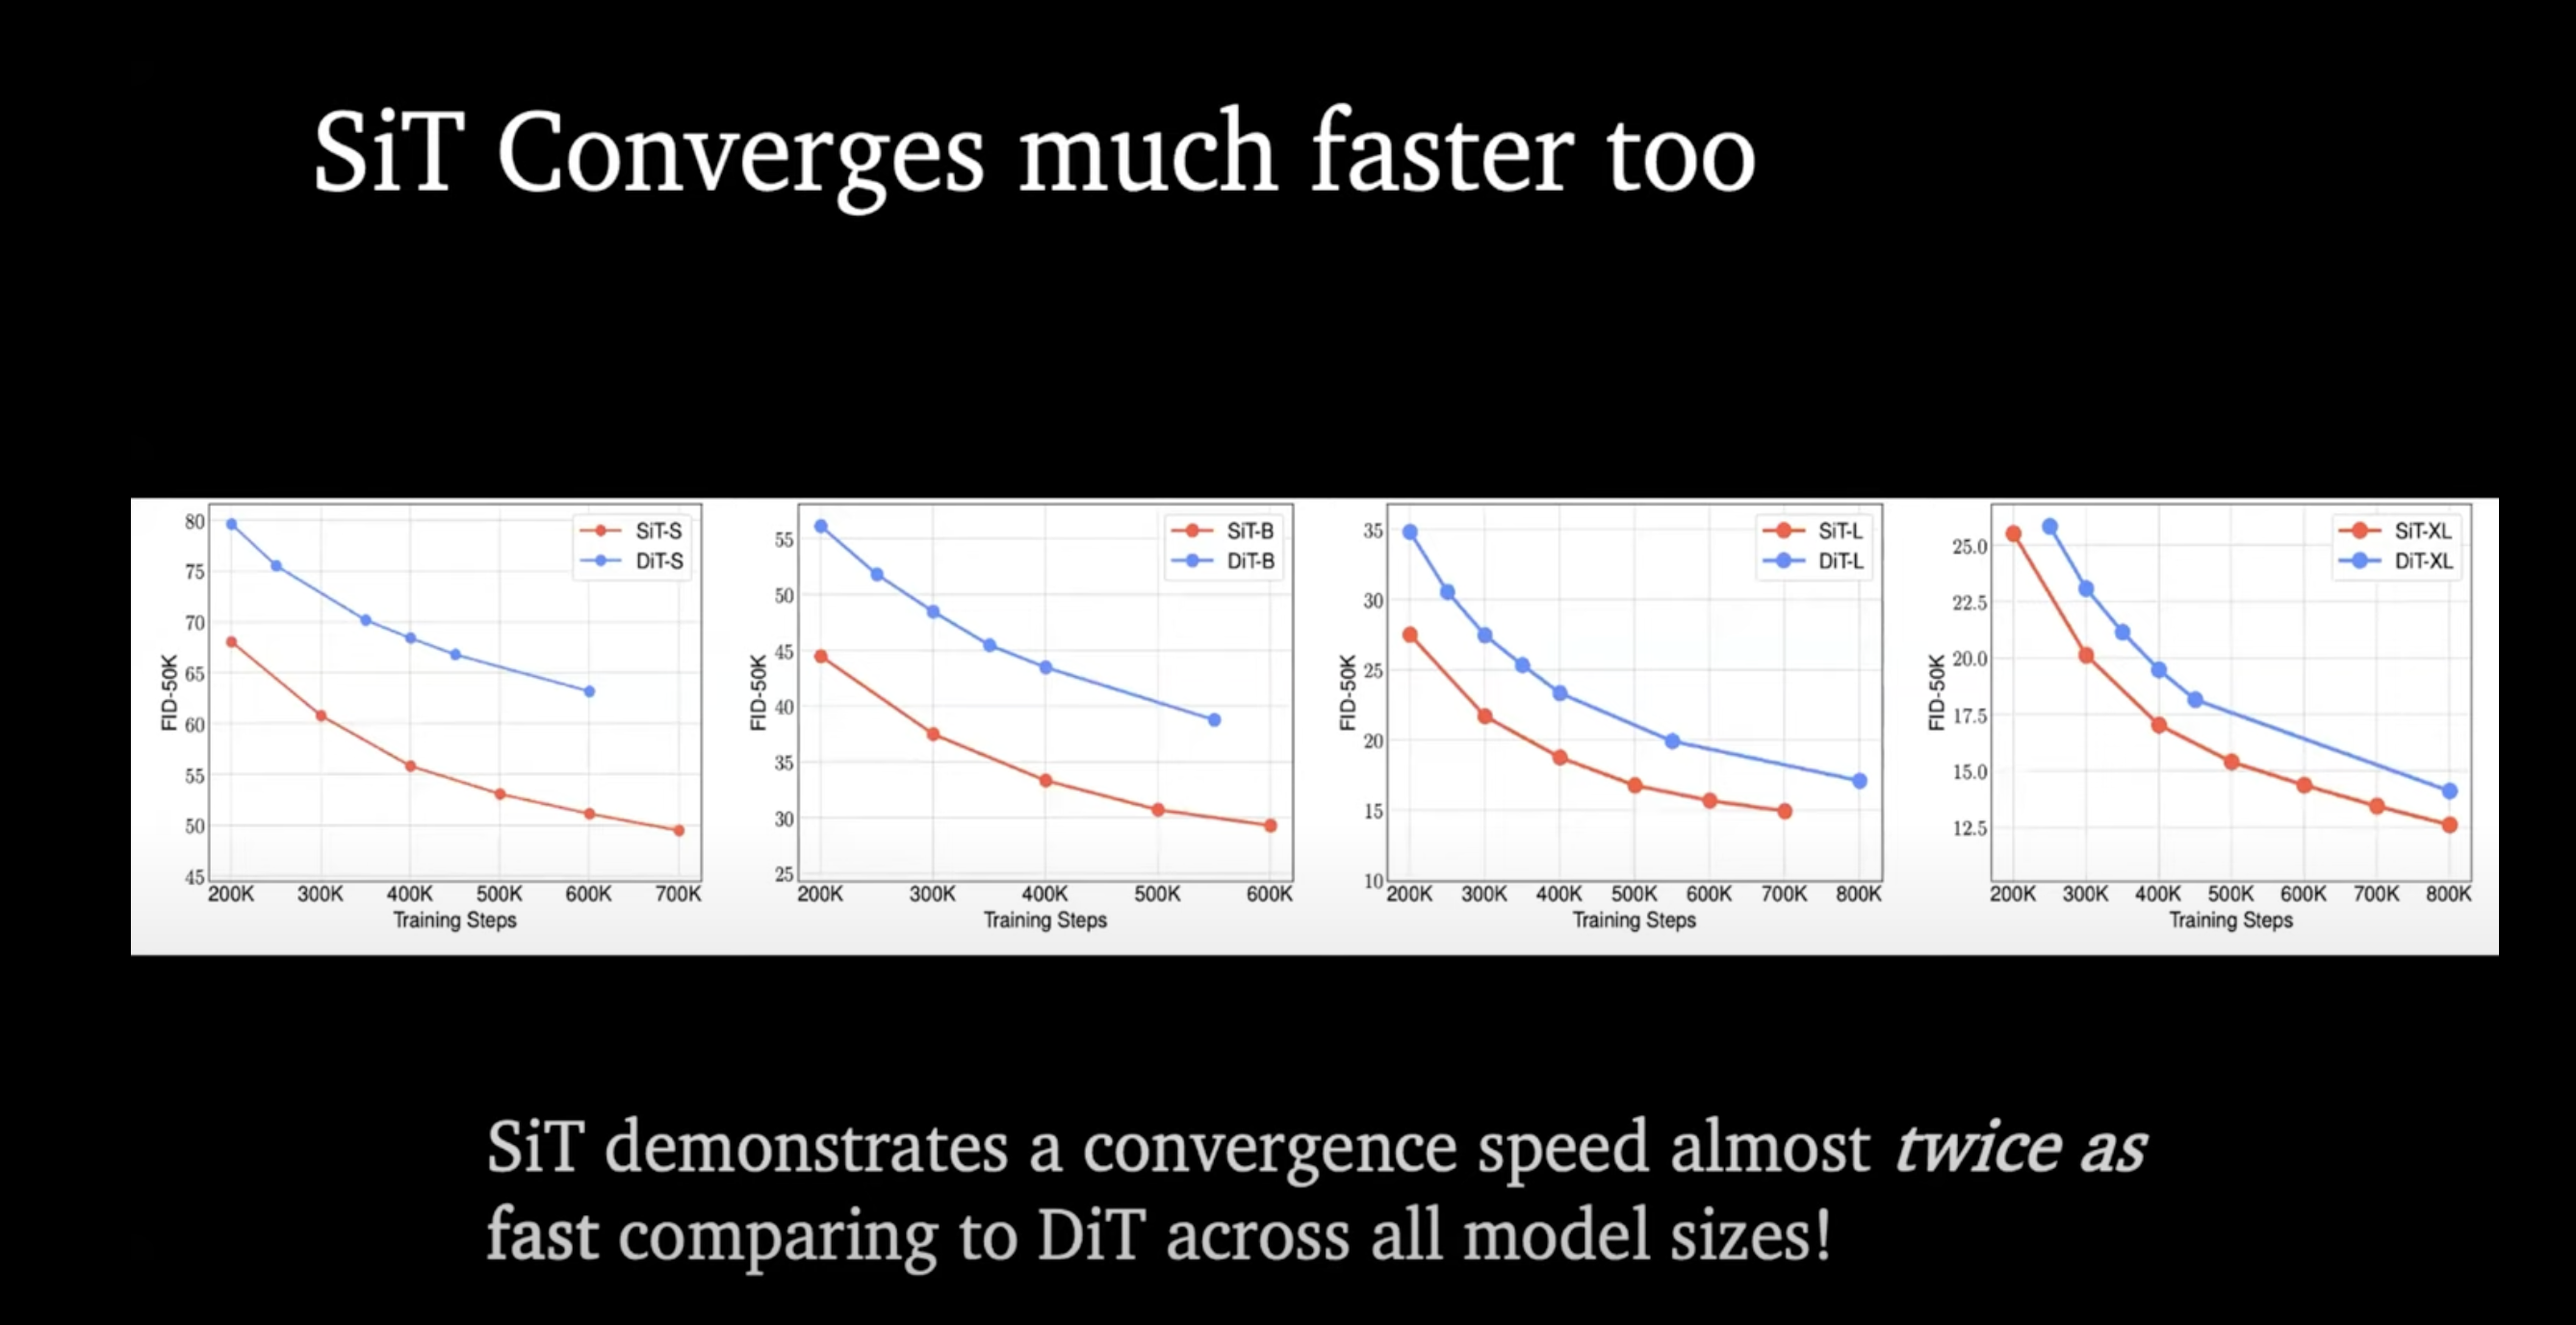 SiT Converges much faster too
80
75
70
65
60
55
50
45
FID-50K
SiT-S
DiT-S
200K 300K 400K 500K 600K 700K
Training Steps
55
50
45
40
35
30
25
FID-50K
SiT-B
DiT-B
200K 300K 400K 500K 600K
Training Steps
35
30
25
20
15
10
FID-50K
SiT-L
DiT-L
200K 300K 400K 500K 600K 700K 800K
Training Steps
25.0
22.5
20.0
17.5
15.0
12.5
FID-50K
SiT-XL
DiT-XL
200K 300K 400K 500K 600K 700K 800K
Training Steps
SiT demonstrates a convergence speed almost twice as
fast comparing to DiT across all model sizes!